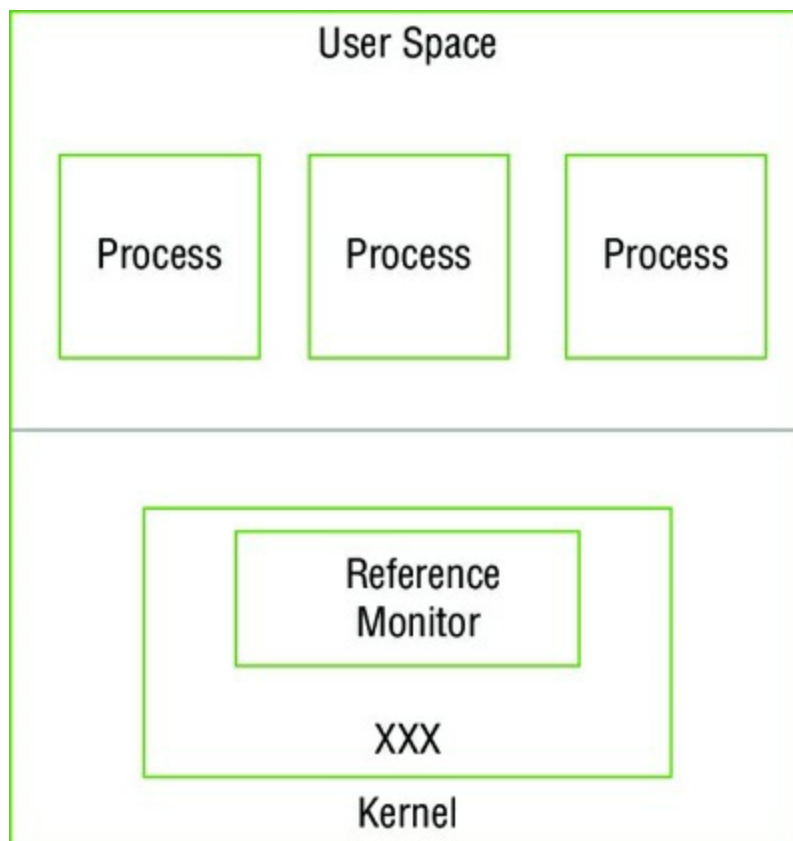 User Space
Process Process Process
Reference
Monitor
XXX
Kernel